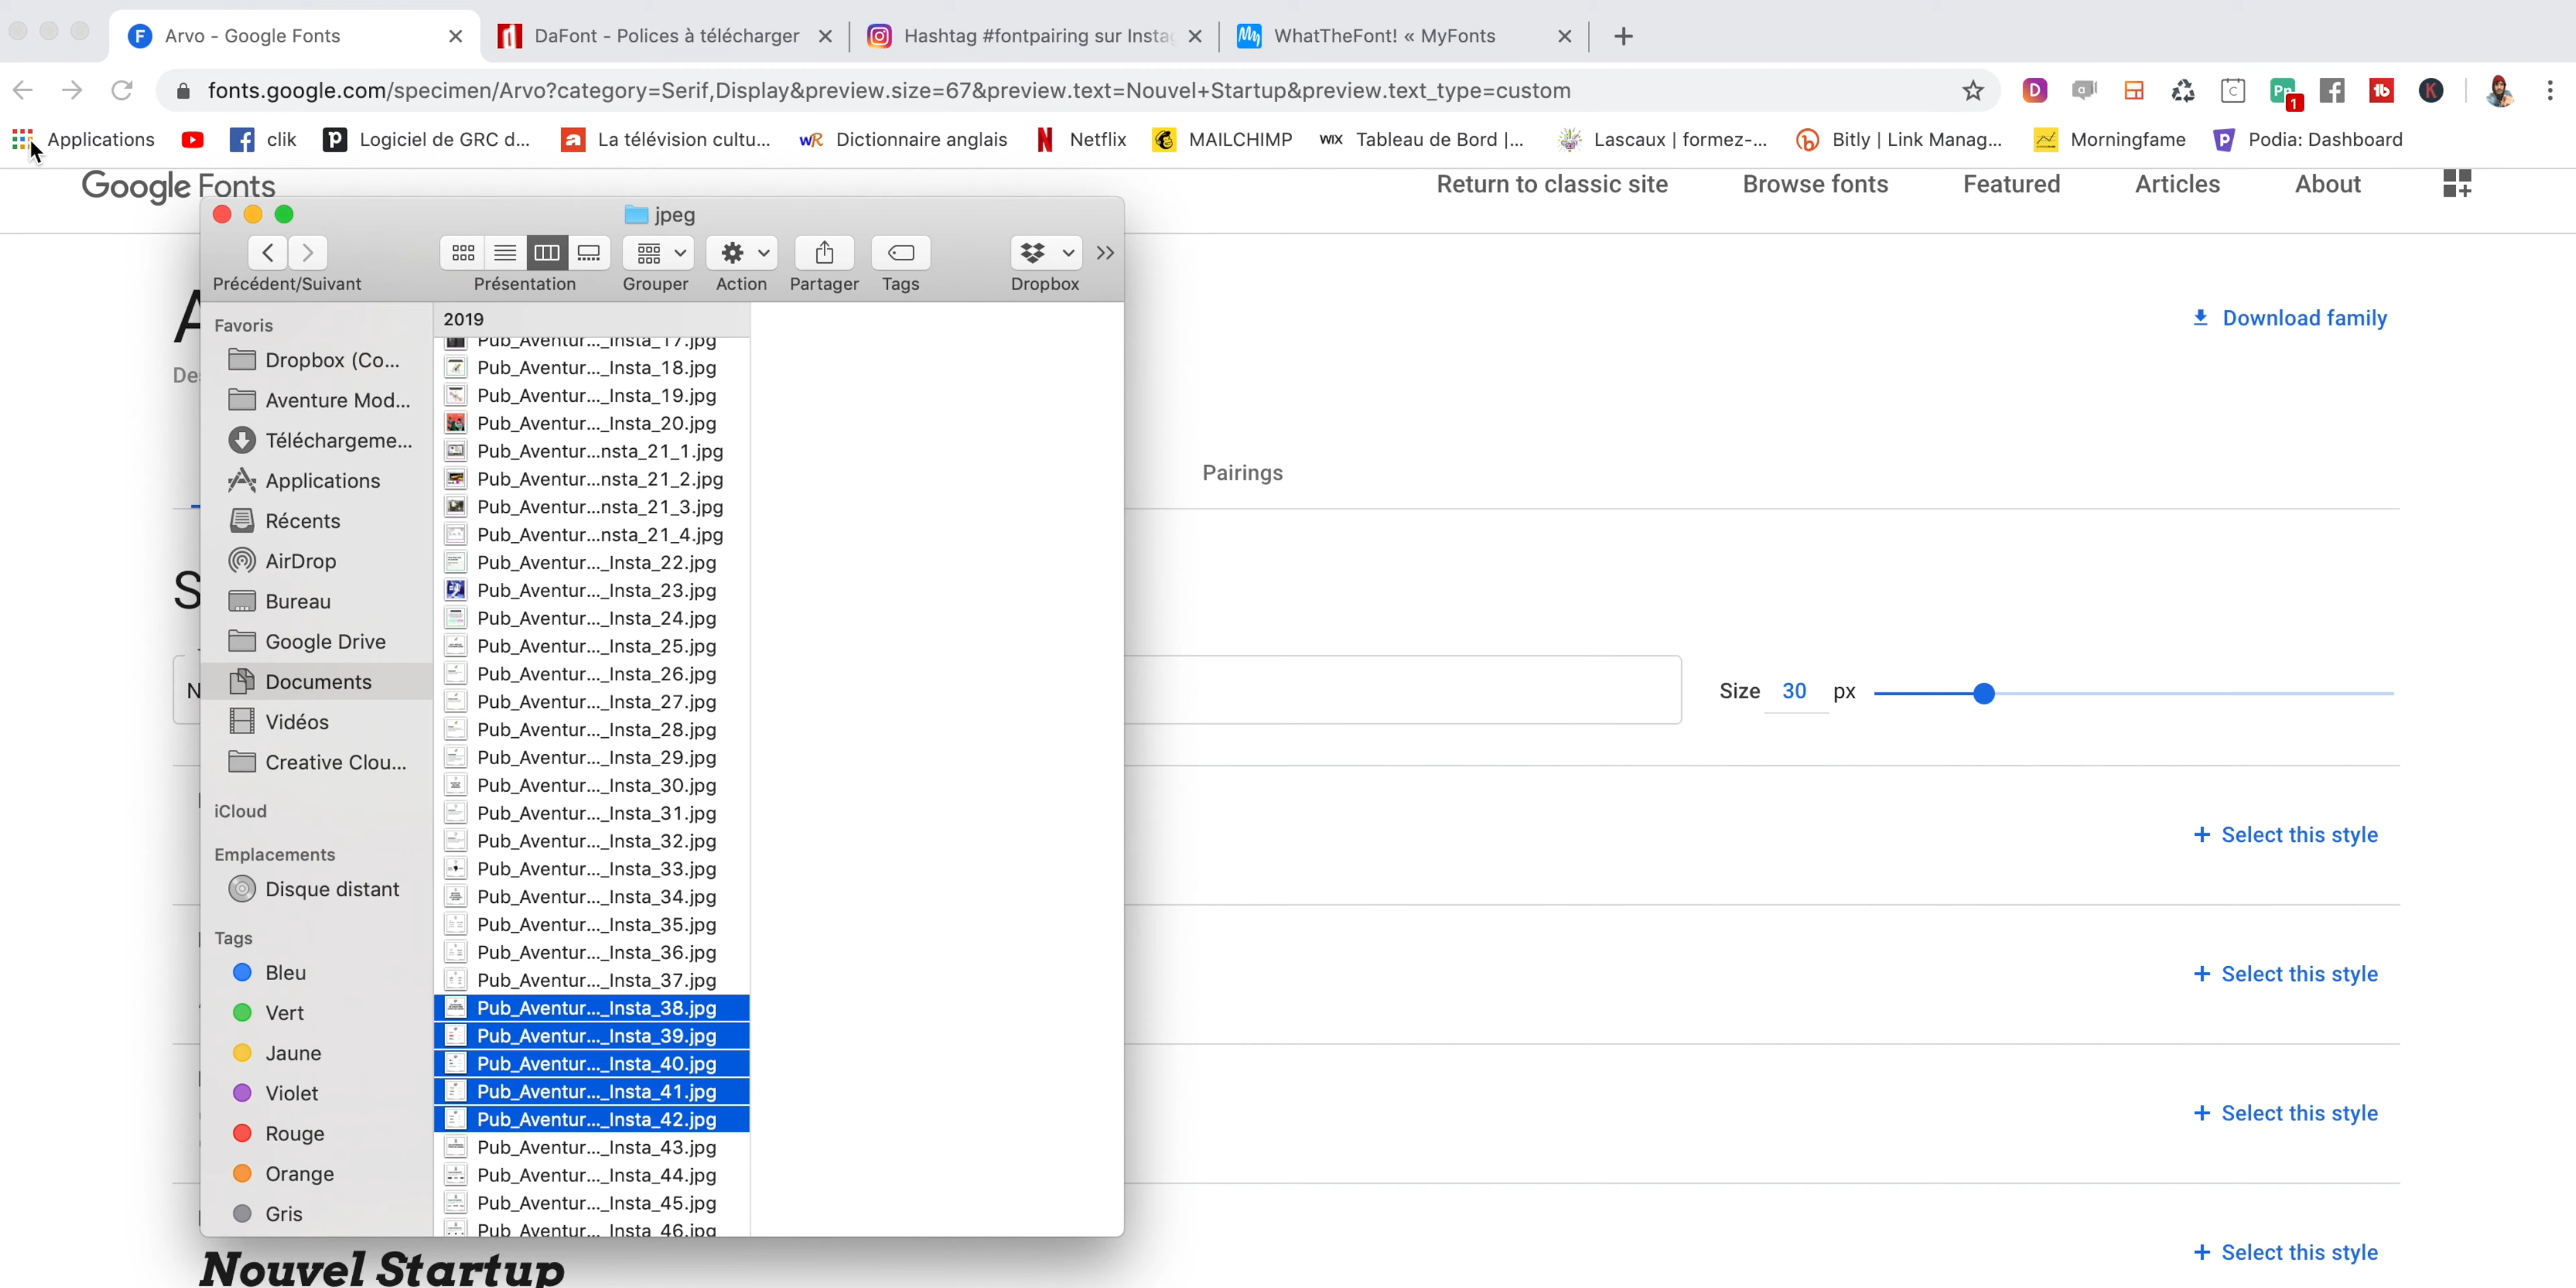 Arvo - Google Fonts
DaFont - Polices à télécharger
Hashtag #fontpairing sur Insta
WhatTheFont! « MyFonts
fonts.google.com/specimen/Arvo?category=Serif,Display&preview.size=67&preview.text=Nouvel+Startup&preview.text_type=custom
Applications
clik
Logiciel de GRC d...
La télévision cultu...
Dictionnaire anglais
Netflix
MAILCHIMP
WIX Tableau de Bord |...
Lascaux | formez-...
Bitly | Link Manag...
Morningfame
Podia: Dashboard
Google Fonts
Return to classic site
Browse fonts
Featured
Articles
About
jpeg
Précédent/Suivant
Présentation
Grouper
Action
Partager
Tags
Dropbox
Favoris
Dropbox (Co...
Aventure Mod...
Téléchargeme...
Applications
Récents
AirDrop
Bureau
Google Drive
Documents
Vidéos
Creative Clou...
iCloud
Emplacements
Disque distant
Tags
Bleu
Vert
Jaune
Violet
Rouge
Orange
Gris
2019
Pub_Aventur..._Insta_17.jpg
Pub_Aventur..._Insta_18.jpg
Pub_Aventur..._Insta_19.jpg
Pub_Aventur..._Insta_20.jpg
Pub_Aventur...nsta_21_1.jpg
Pub_Aventur...nsta_21_2.jpg
Pub_Aventur...nsta_21_3.jpg
Pub_Aventur...nsta_21_4.jpg
Pub_Aventur..._Insta_22.jpg
Pub_Aventur..._Insta_23.jpg
Pub_Aventur..._Insta_24.jpg
Pub_Aventur..._Insta_25.jpg
Pub_Aventur..._Insta_26.jpg
Pub_Aventur..._Insta_27.jpg
Pub_Aventur..._Insta_28.jpg
Pub_Aventur..._Insta_29.jpg
Pub_Aventur..._Insta_30.jpg
Pub_Aventur..._Insta_31.jpg
Pub_Aventur..._Insta_32.jpg
Pub_Aventur..._Insta_33.jpg
Pub_Aventur..._Insta_34.jpg
Pub_Aventur..._Insta_35.jpg
Pub_Aventur..._Insta_36.jpg
Pub_Aventur..._Insta_37.jpg
Pub_Aventur..._Insta_38.jpg
Pub_Aventur..._Insta_39.jpg
Pub_Aventur..._Insta_40.jpg
Pub_Aventur..._Insta_41.jpg
Pub_Aventur..._Insta_42.jpg
Pub_Aventur..._Insta_43.jpg
Pub_Aventur..._Insta_44.jpg
Pub_Aventur..._Insta_45.jpg
Pub_Aventur..._Insta_46.jpg
Download family
De
Pairings
S
N
Size 30 px
+ Select this style
+ Select this style
+ Select this style
+ Select this style
Nouvel Startup